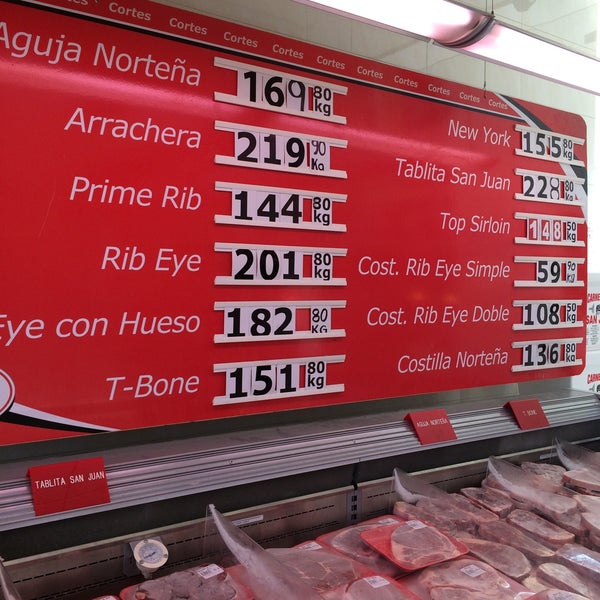 Cortes Cortes Cortes Cortes Cortes Cortes Cortes Cortes Cortes Cortes
Aguja Norteña 169 80 kg
Arrachera 219 90 Kg
Prime Rib 144 80 kg
Rib Eye 201 80 kg
Eye con Hueso 182 80 KG
T-Bone 151 80 kg
New York 155 80 kg
Tablita San Juan 228 80 kg
Top Sirloin 148 50 kg
Cost. Rib Eye Simple 59 90 kg
Cost. Rib Eye Doble 108 50 kg
Costilla Norteña 136 80 kg
TABLITA SAN JUAN
AGUJA NORTEÑA
T BONE